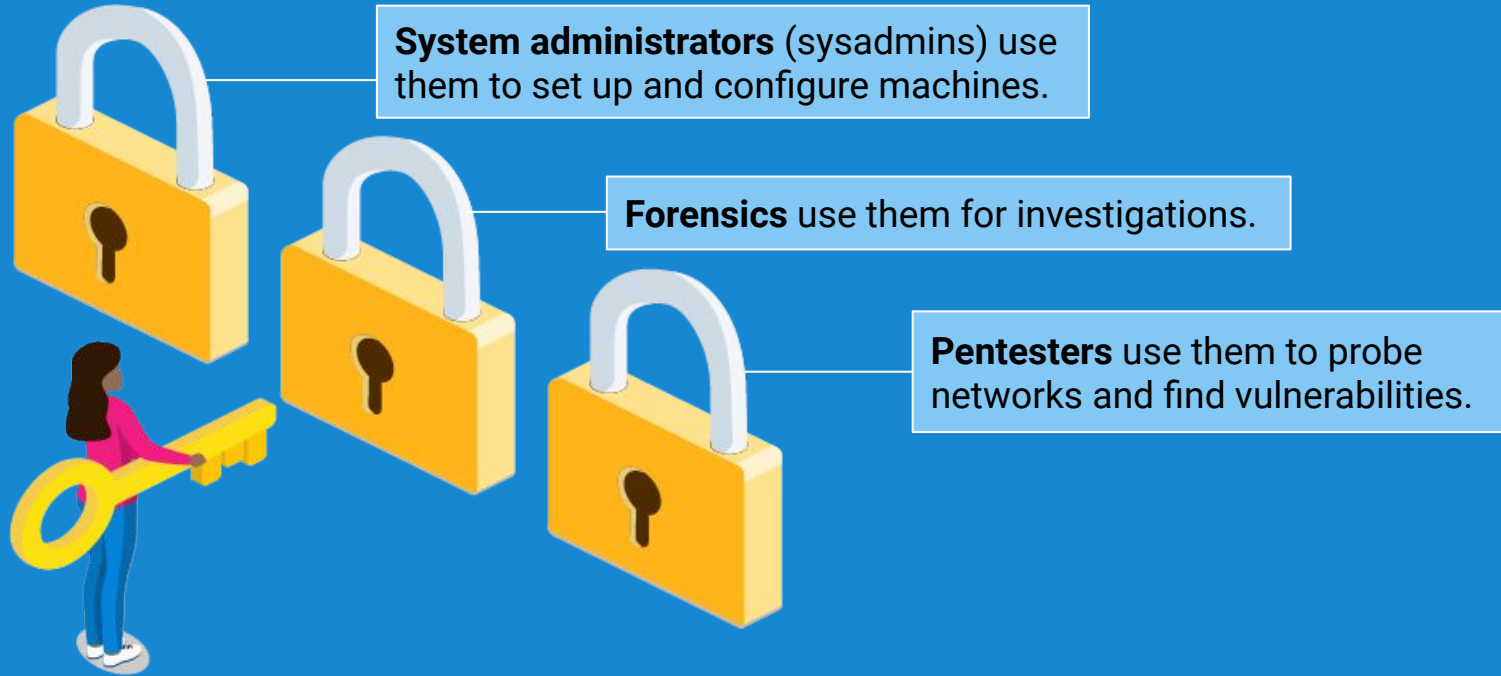 System administrators (sysadmins) use
them to set up and configure machines.
Forensics use them for investigations.
Pentesters use them to probe
networks and find vulnerabilities.